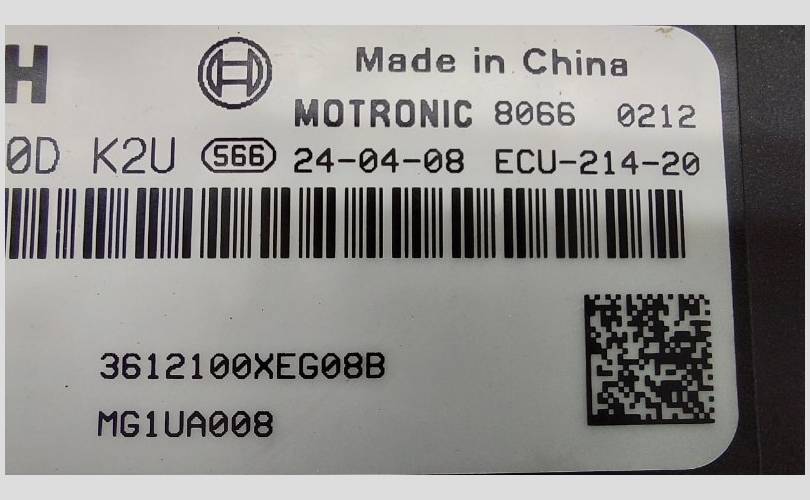 H Made in China
MOTRONIC 8066 0212
0D K2U 566 24-04-08 ECU-214-20
3612100XEG08B
MG1UA008